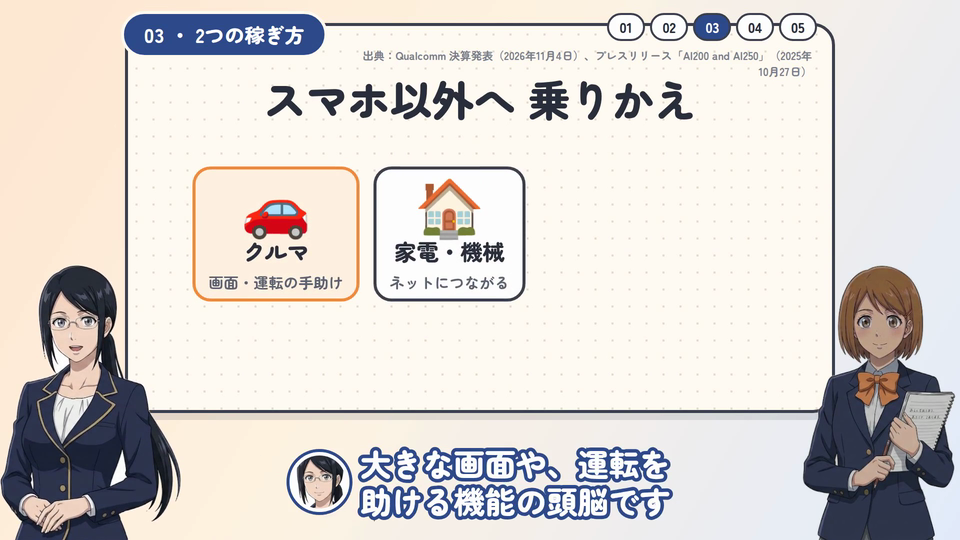 03 ・ 2つの稼ぎ方
01 02 03 04 05
出典：Qualcomm 決算発表（2026年11月4日）、プレスリリース「AI200 and AI250」（2025年
10月27日）
スマホ以外へ 乗りかえ
クルマ
画面・運転の手助け
家電・機械
ネットにつながる
大きな画面や、運転を
助ける機能の頭脳です